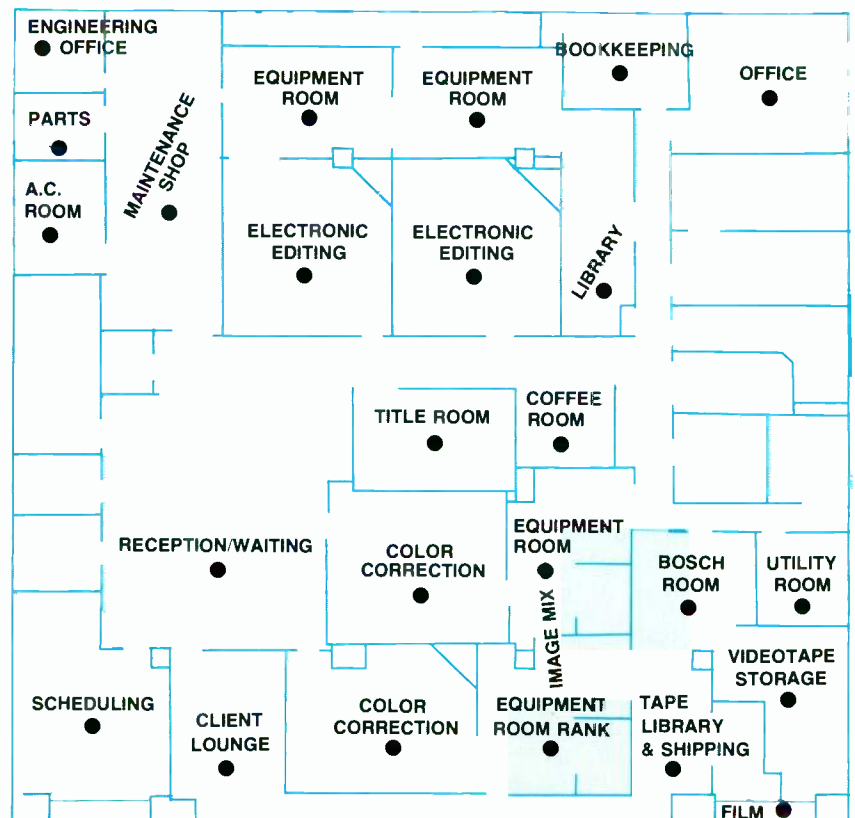 ENGINEERING
OFFICE
BOOKKEEPING
OFFICE
EQUIPMENT
ROOM
EQUIPMENT
ROOM
PARTS
MAINTENANCE
SHOP
A.C.
ROOM
ELECTRONIC
EDITING
ELECTRONIC
EDITING
LIBRARY
TITLE ROOM
COFFEE
ROOM
RECEPTION/WAITING
COLOR
CORRECTION
EQUIPMENT
ROOM
BOSCH
ROOM
UTILITY
ROOM
IMAGE MIX
SCHEDULING
CLIENT
LOUNGE
COLOR
CORRECTION
EQUIPMENT
ROOM RANK
TAPE
LIBRARY
& SHIPPING
VIDEOTAPE
STORAGE
FILM